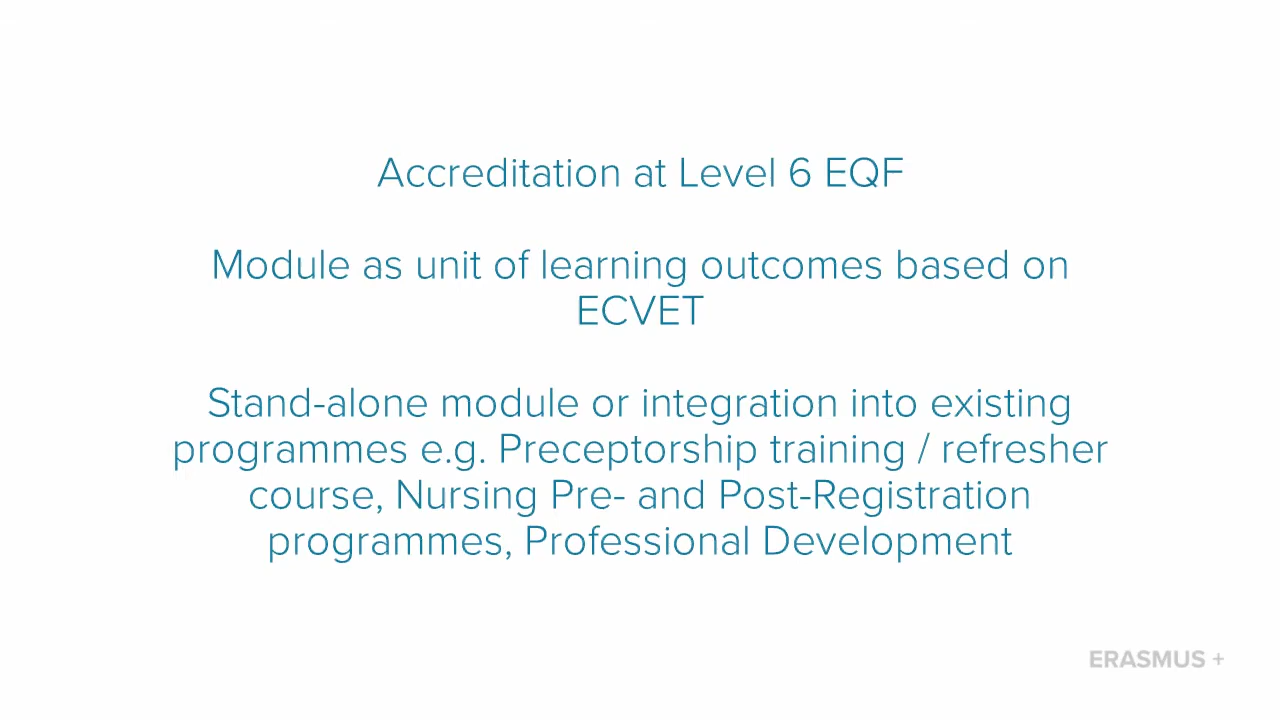 Accreditation at Level 6 EQF
Module as unit of learning outcomes based on
ECVET
Stand-alone module or integration into existing
programmes e.g. Preceptorship training / refresher
course, Nursing Pre- and Post-Registration
programmes, Professional Development
ERASMUS +